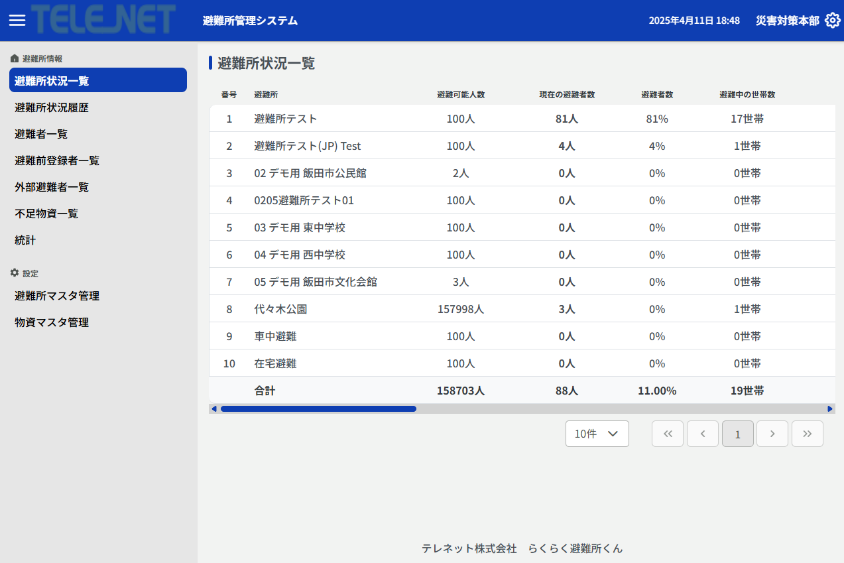 TELENET 避難所管理システム 2025年4月11日 18:48 災害対策本部
避難所情報
避難所状況一覧
避難所状況履歴
避難者一覧
避難前登録者一覧
外部避難者一覧
不足物資一覧
統計
設定
避難所マスタ管理
物資マスタ管理
避難所状況一覧
番号 避難所 避難可能人数 現在の避難者数 避難者数 避難中の世帯数
1 避難所テスト 100人 81人 81% 17世帯
2 避難所テスト(JP) Test 100人 4人 4% 1世帯
3 02 デモ用 飯田市公民館 2人 0人 0% 0世帯
4 0205避難所テスト01 100人 0人 0% 0世帯
5 03 デモ用 東中学校 100人 0人 0% 0世帯
6 04 デモ用 西中学校 100人 0人 0% 0世帯
7 05 デモ用 飯田市文化会館 3人 0人 0% 0世帯
8 代々木公園 157998人 3人 0% 1世帯
9 車中避難 100人 0人 0% 0世帯
10 在宅避難 100人 0人 0% 0世帯
合計 158703人 88人 11.00% 19世帯
10件 1
テレネット株式会社 らくらく避難所くん